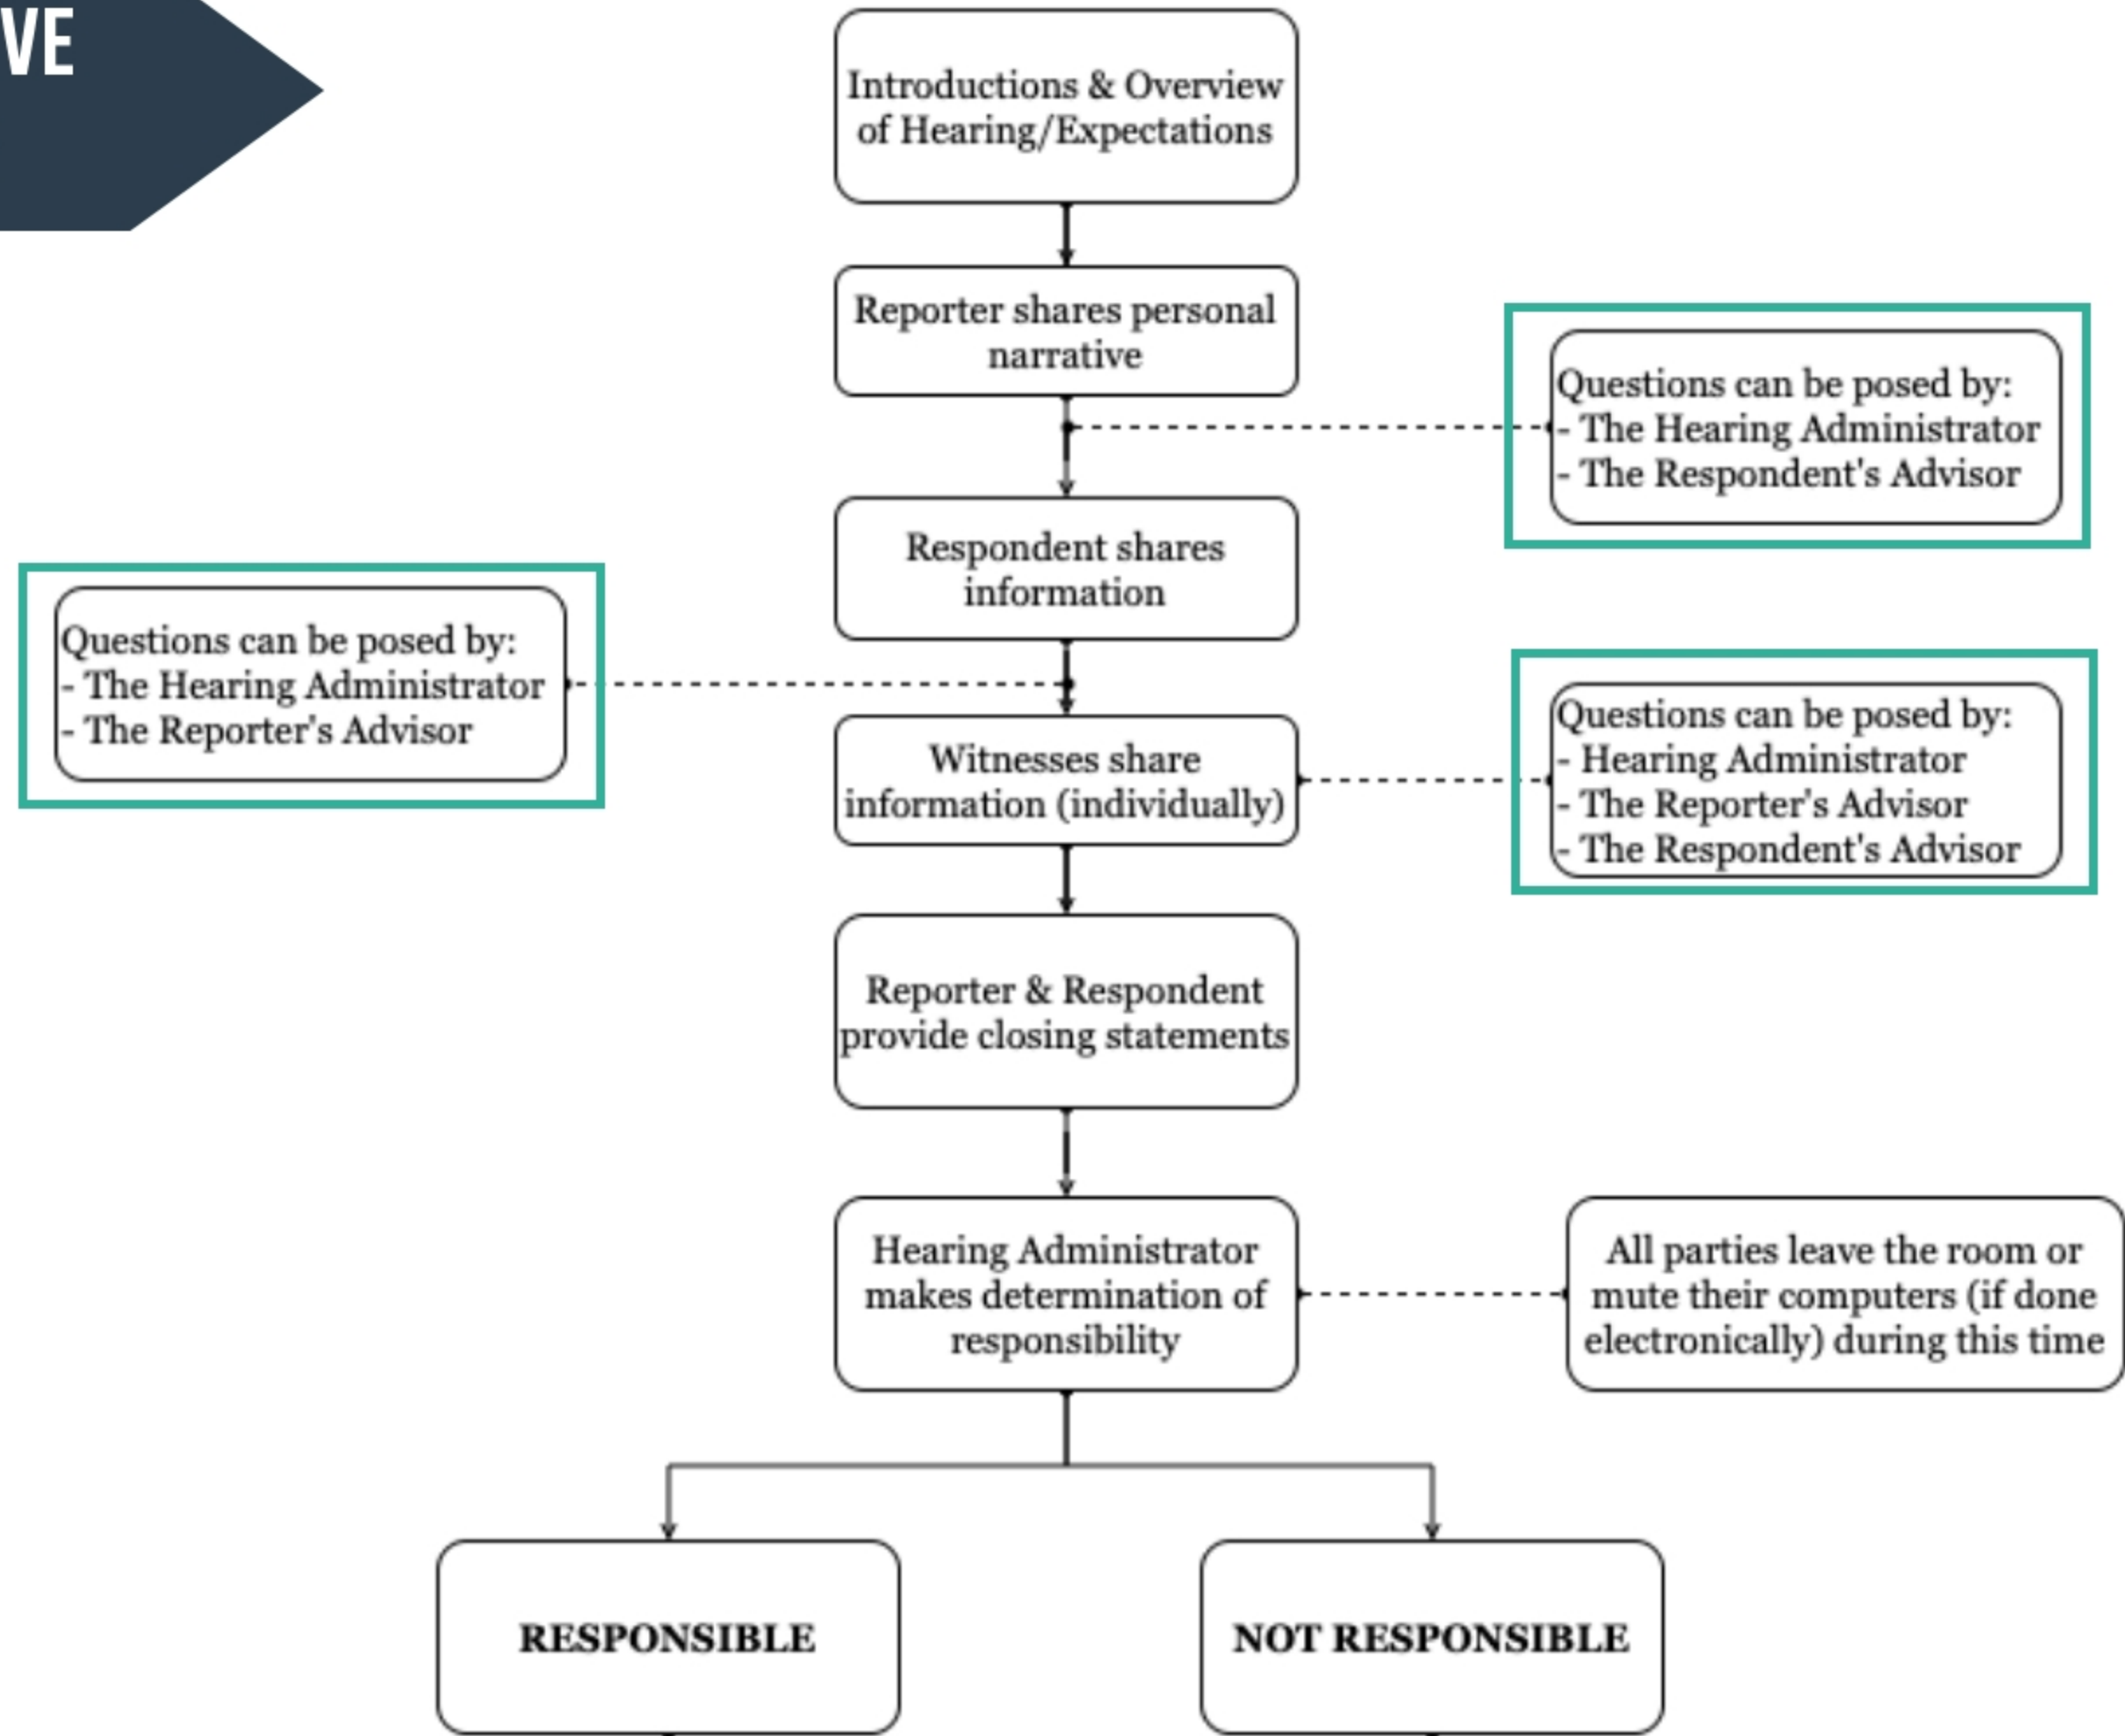 VE
Introductions & Overview
of Hearing/Expectations
Reporter shares personal
narrative
Questions can be posed by:
- The Hearing Administrator
- The Respondent's Advisor
Respondent shares
information
Questions can be posed by:
- The Hearing Administrator
- The Reporter's Advisor
Witnesses share
information (individually)
Questions can be posed by:
- Hearing Administrator
- The Reporter's Advisor
- The Respondent's Advisor
Reporter & Respondent
provide closing statements
Hearing Administrator
makes determination of
responsibility
All parties leave the room or
mute their computers (if done
electronically) during this time
RESPONSIBLE
NOT RESPONSIBLE